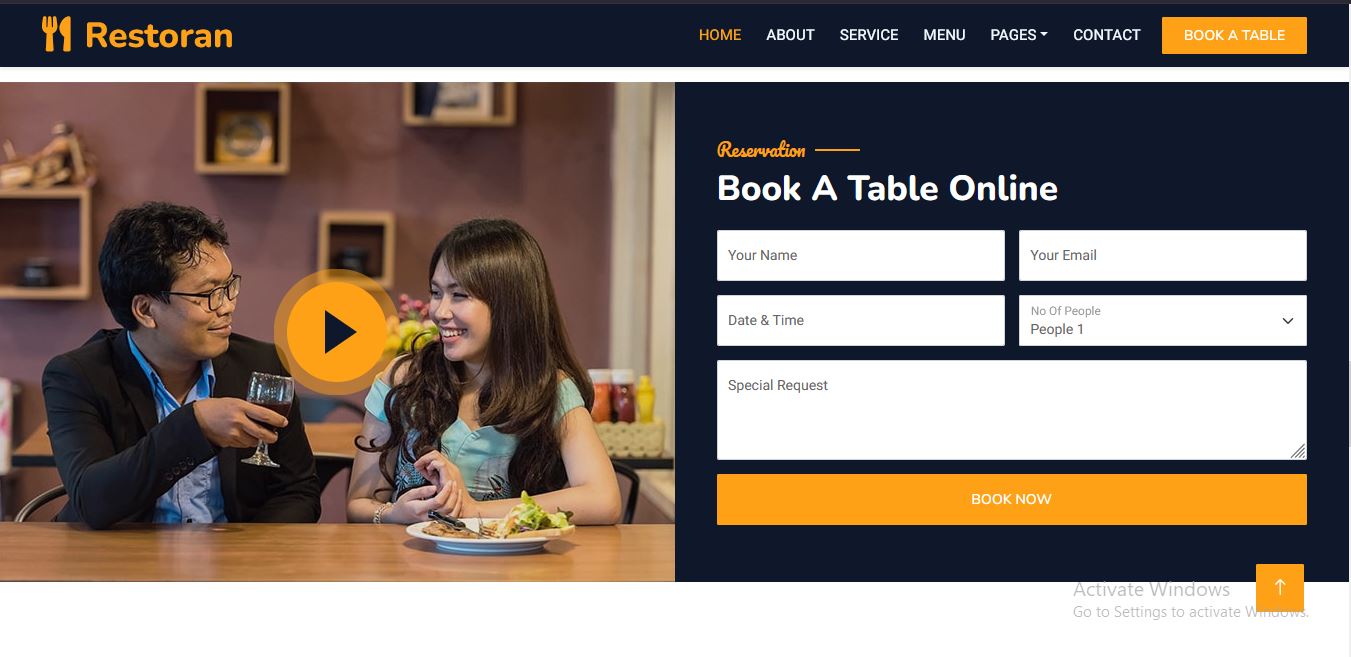 Restoran
HOME ABOUT SERVICE MENU PAGES CONTACT BOOK A TABLE
Reservation
Book A Table Online
Your Name Your Email
Date & Time No Of People
People 1
Special Request
BOOK NOW
Activate Windows
Go to Settings to activate Windows.